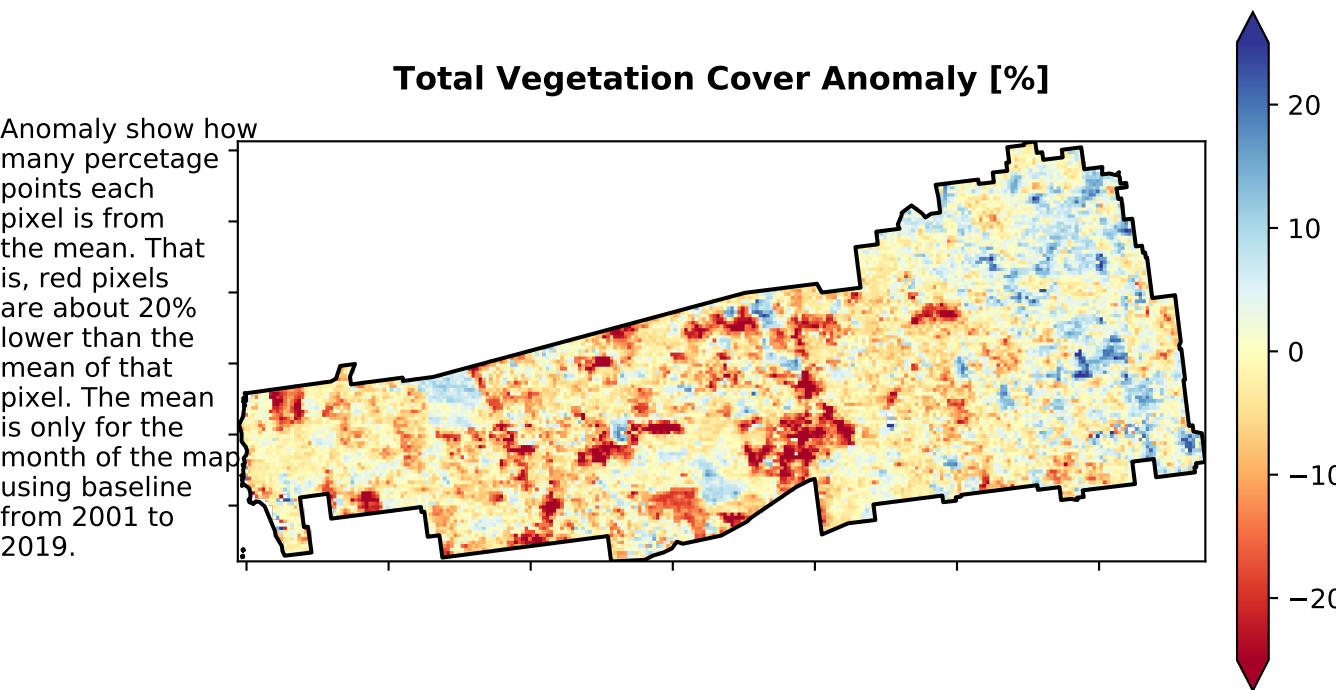 Total Vegetation Cover Anomaly [%]
Anomaly show how
many percetage
points each
pixel is from
the mean. That
is, red pixels
are about 20%
lower than the
mean of that
pixel. The mean
is only for the
month of the map
using baseline
from 2001 to
2019.
20
10
0
−10
−20